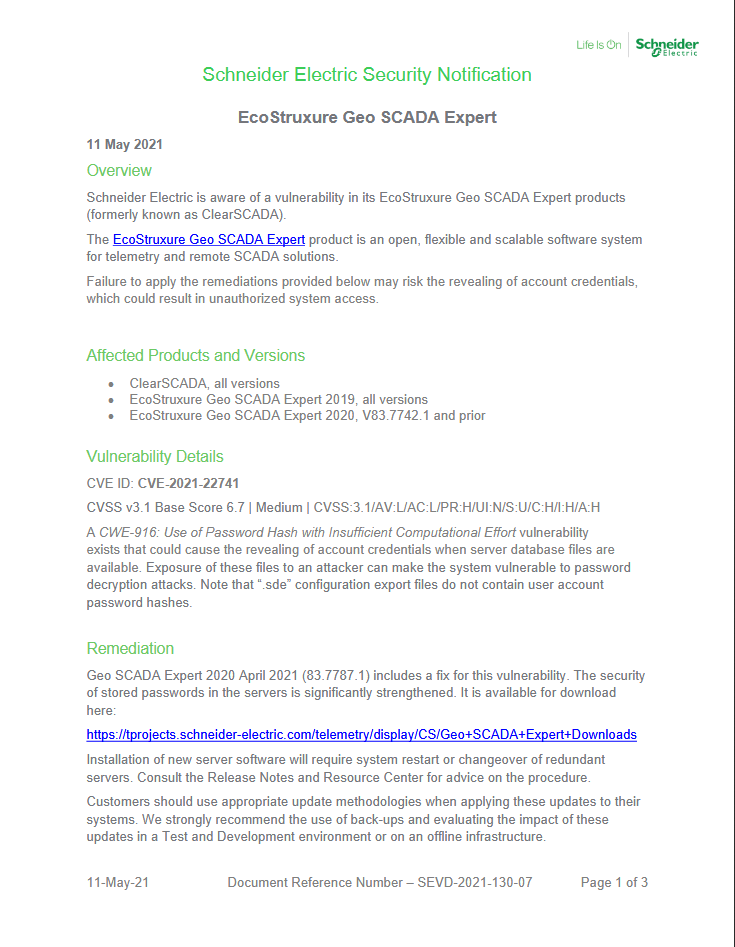 Life Is On
Schneider
Electric
Schneider Electric Security Notification
EcoStruxure Geo SCADA Expert
11 May 2021
Overview
Schneider Electric is aware of a vulnerability in its EcoStruxure Geo SCADA Expert products
(formerly known as ClearSCADA).
The EcoStruxure Geo SCADA Expert product is an open, flexible and scalable software system
for telemetry and remote SCADA solutions.
Failure to apply the remediations provided below may risk the revealing of account credentials,
which could result in unauthorized system access.
Affected Products and Versions
• ClearSCADA, all versions
• EcoStruxure Geo SCADA Expert 2019, all versions
• EcoStruxure Geo SCADA Expert 2020, V83.7742.1 and prior
Vulnerability Details
CVE ID: CVE-2021-22741
CVSS v3.1 Base Score 6.7 | Medium | CVSS:3.1/AV:L/AC:L/PR:H/UI:N/S:U/C:H/I:H/A:H
A CWE-916: Use of Password Hash with Insufficient Computational Effort vulnerability
exists that could cause the revealing of account credentials when server database files are
available. Exposure of these files to an attacker can make the system vulnerable to password
decryption attacks. Note that “.sde” configuration export files do not contain user account
password hashes.
Remediation
Geo SCADA Expert 2020 April 2021 (83.7787.1) includes a fix for this vulnerability. The security
of stored passwords in the servers is significantly strengthened. It is available for download
here:
https://tprojects.schneider-electric.com/telemetry/display/CS/Geo+SCADA+Expert+Downloads
Installation of new server software will require system restart or changeover of redundant
servers. Consult the Release Notes and Resource Center for advice on the procedure.
Customers should use appropriate update methodologies when applying these updates to their
systems. We strongly recommend the use of back-ups and evaluating the impact of these
updates in a Test and Development environment or on an offline infrastructure.
11-May-21 Document Reference Number – SEVD-2021-130-07 Page 1 of 3